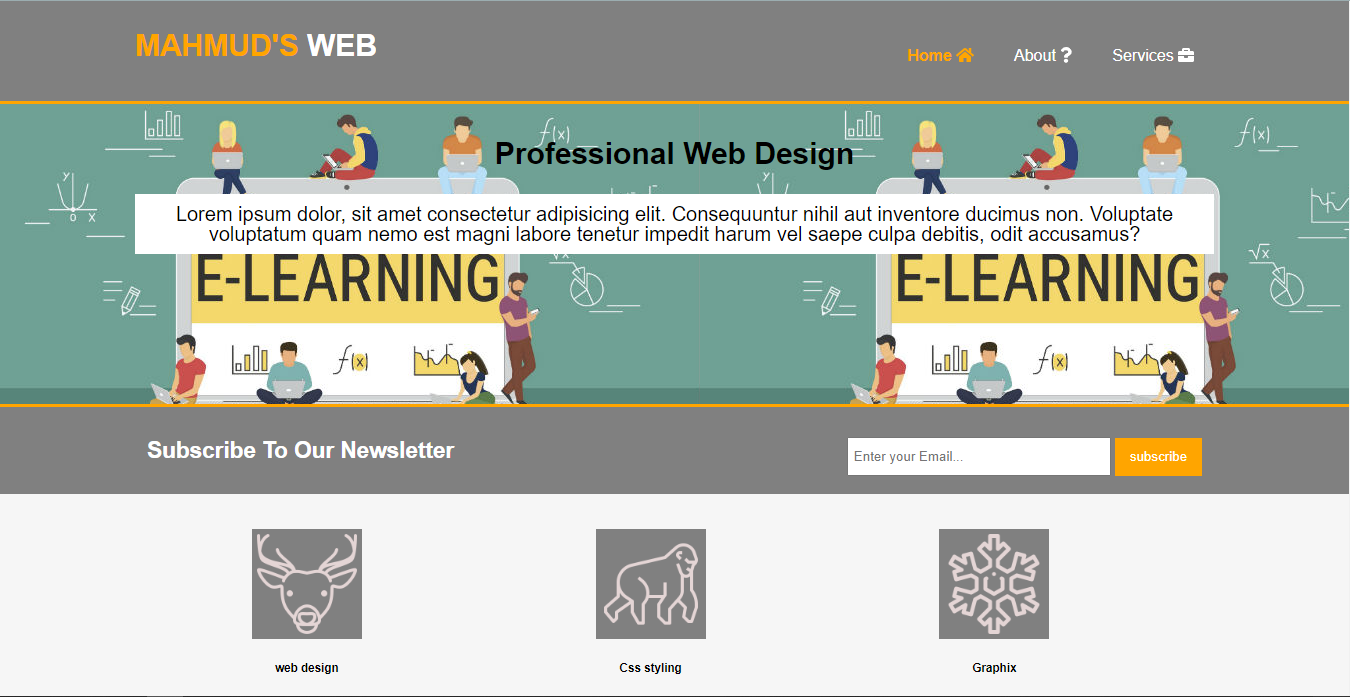 MAHMUD'S WEB
Home
About ?
Services
f(x)
f(x)
Professional Web Design
y
y
0 x
Lorem ipsum dolor, sit amet consectetur adipisicing elit. Consequuntur nihil aut inventore ducimus non. Voluptate
voluptatum quam nemo est magni labore tenetur impedit harum vel saepe culpa debitis, odit accusamus?
√x
E-LEARNING
E-LEARNING
f(x)
f(x)
Subscribe To Our Newsletter
Enter your Email...
subscribe
web design
Css styling
Graphix